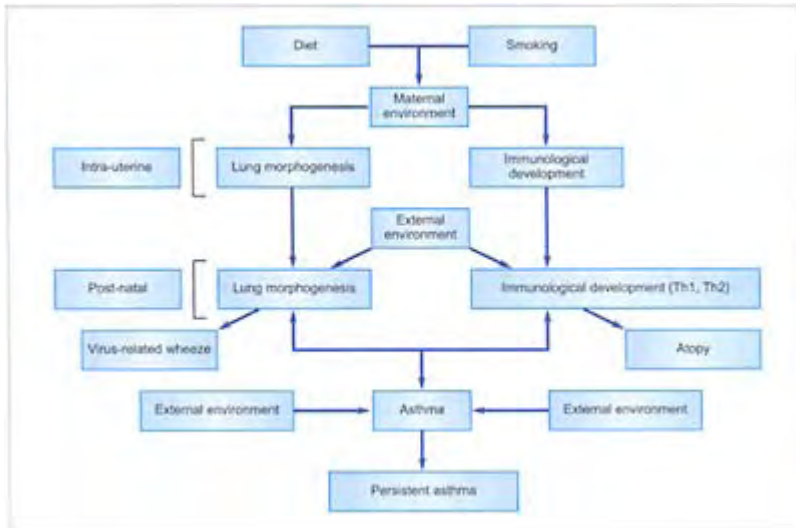 Diet
Smoking
Maternal
environment
Intra-uterine
Lung morphogenesis
Immunological
development
External
environment
Post-natal
Lung morphogenesis
Immunological development (Th1, Th2)
Virus-related wheeze
Atopy
External environment
Asthma
External environment
Persistent asthma